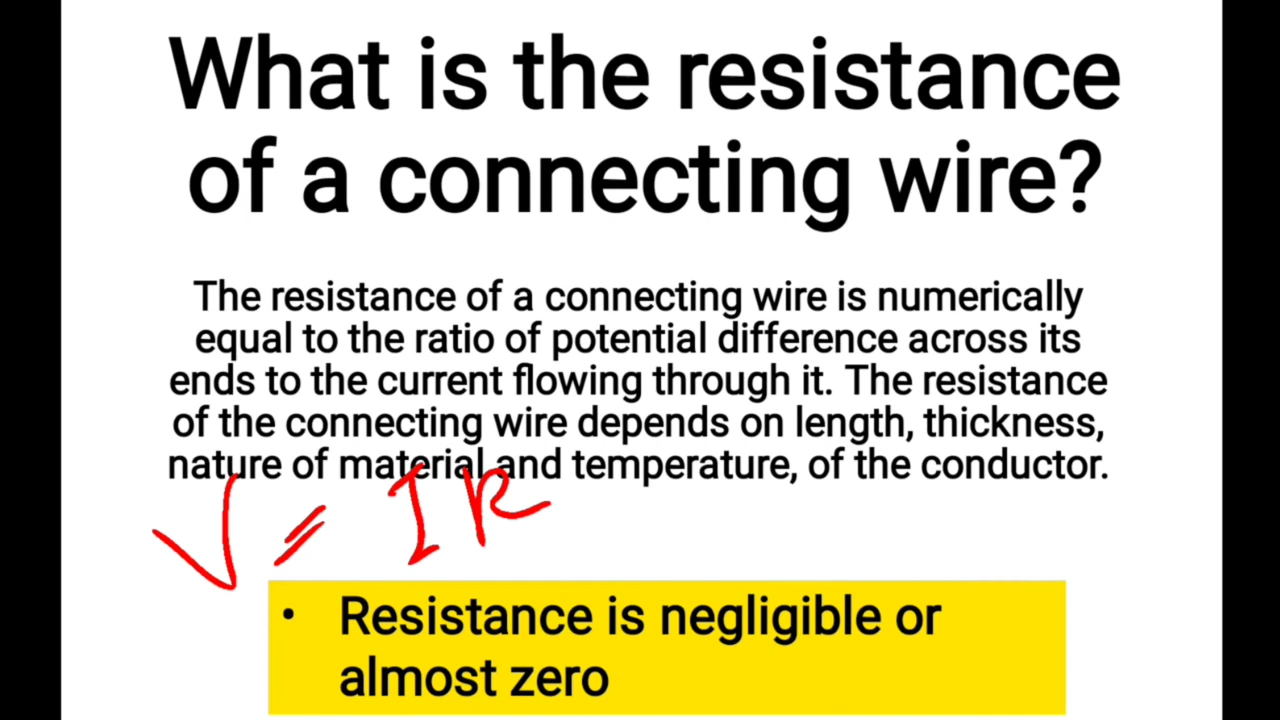 What is the resistance
of a connecting wire?
The resistance of a connecting wire is numerically
equal to the ratio of potential difference across its
ends to the current flowing through it. The resistance
of the connecting wire depends on length, thickness,
nature of material and temperature, of the conductor.
V = IR
• Resistance is negligible or
almost zero